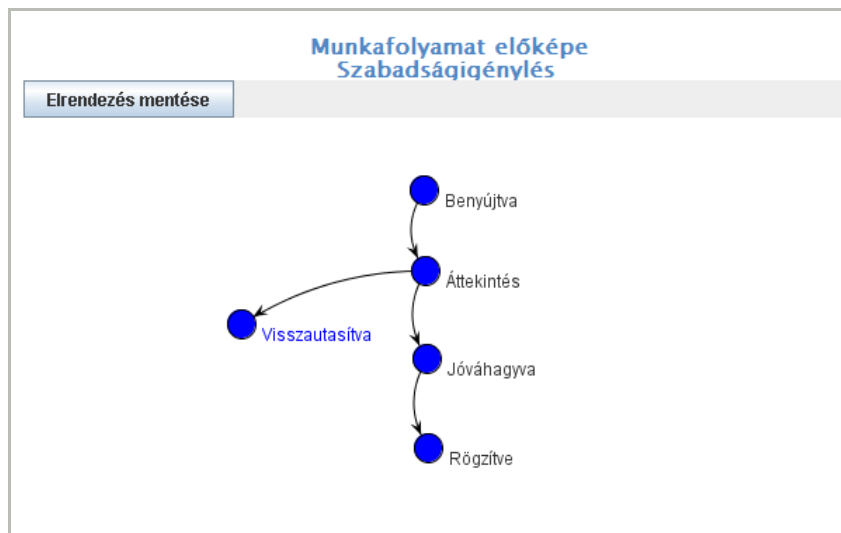 Munkafolyamat előképe
Szabadságigénylés
Elrendezés mentése
Benyújtva
Áttekintés
Visszautasítva
Jóváhagyva
Rögzítve